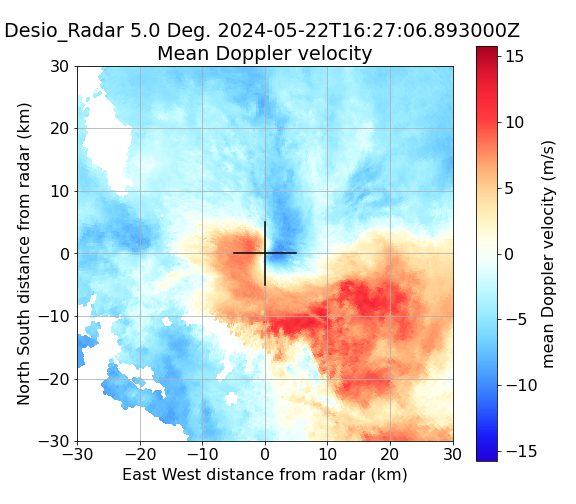 Desio_Radar 5.0 Deg. 2024-05-22T16:27:06.893000Z
Mean Doppler velocity
30
20
10
0
−10
−20
−30
North South distance from radar (km)
−30 −20 −10 0 10 20 30
East West distance from radar (km)
15
10
5
0
−5
−10
−15
mean Doppler velocity (m/s)